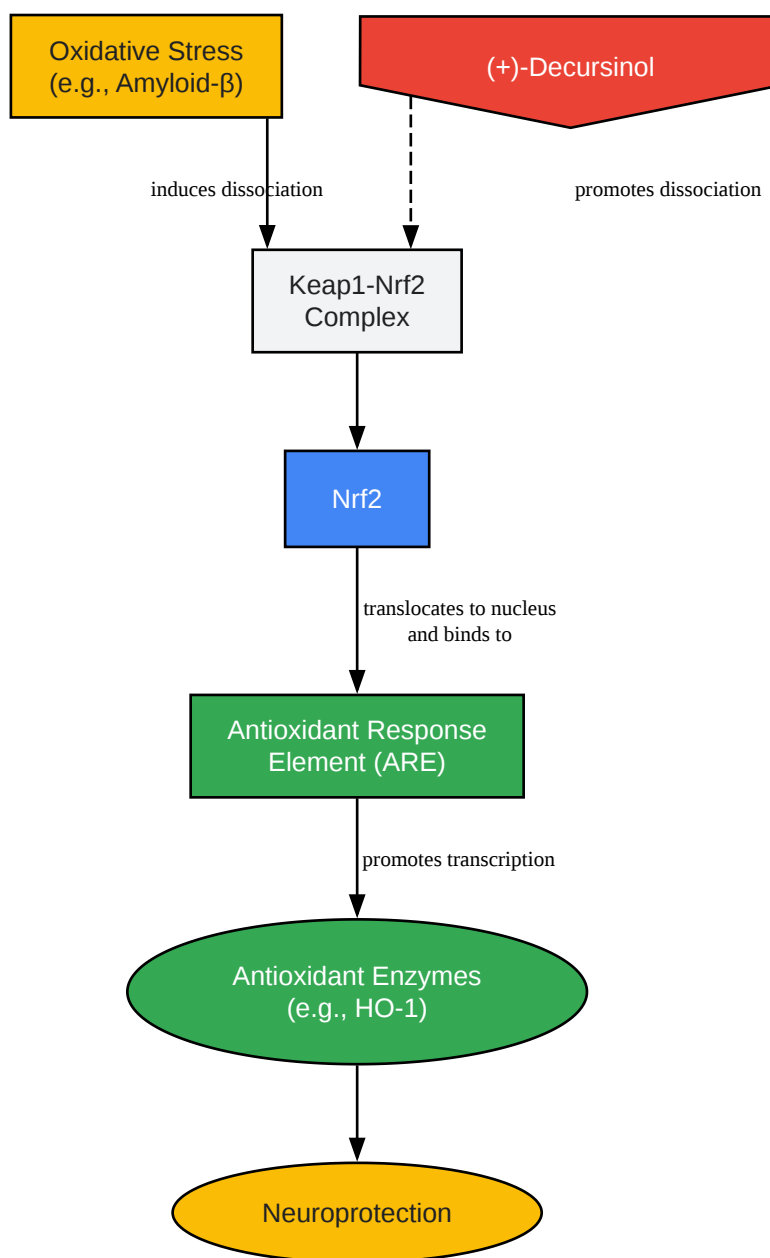 Oxidative Stress
(e.g., Amyloid-β)
(+)-Decursinol
induces dissociation
promotes dissociation
Keap1-Nrf2
Complex
Nrf2
translocates to nucleus
and binds to
Antioxidant Response
Element (ARE)
promotes transcription
Antioxidant Enzymes
(e.g., HO-1)
Neuroprotection